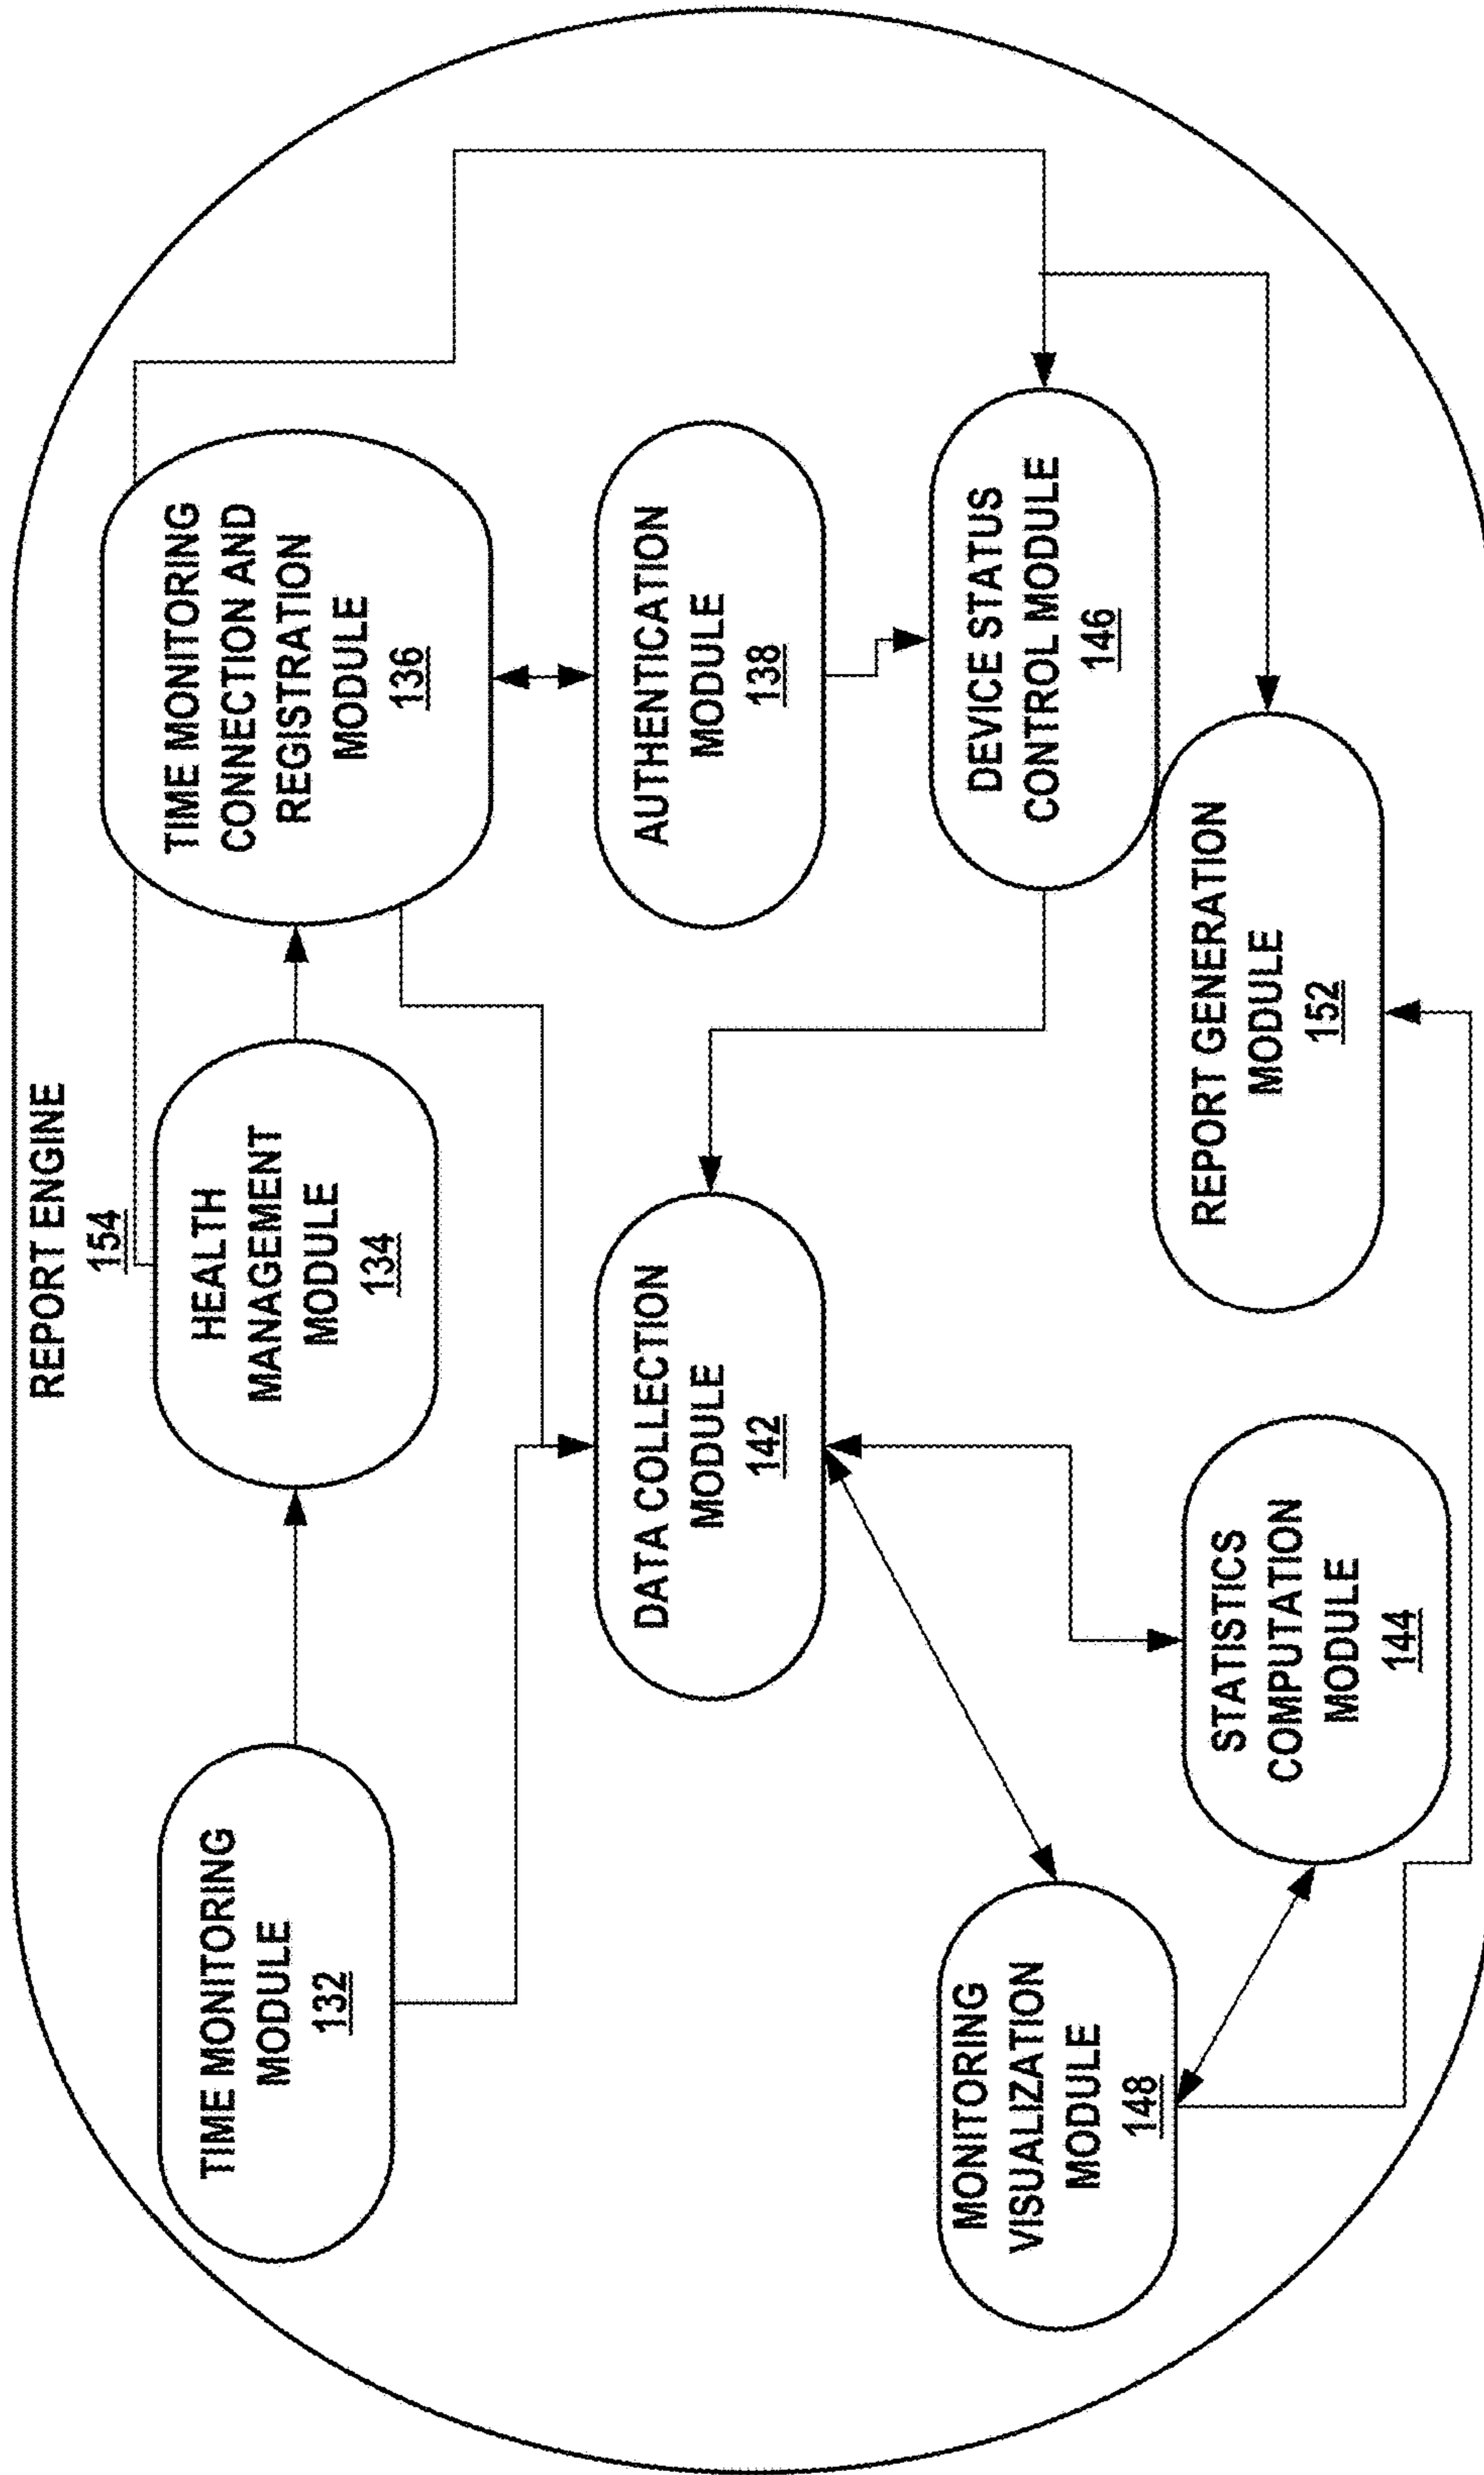 REPORT ENGINE
154
TIME MONITORING
MODULE
132
HEALTH
MANAGEMENT
MODULE
134
TIME MONITORING
CONNECTION AND
REGISTRATION
MODULE
136
DATA COLLECTION
MODULE
142
AUTHENTICATION
MODULE
138
MONITORING
VISUALIZATION
MODULE
148
STATISTICS
COMPUTATION
MODULE
144
DEVICE STATUS
CONTROL MODULE
146
REPORT GENERATION
MODULE
152